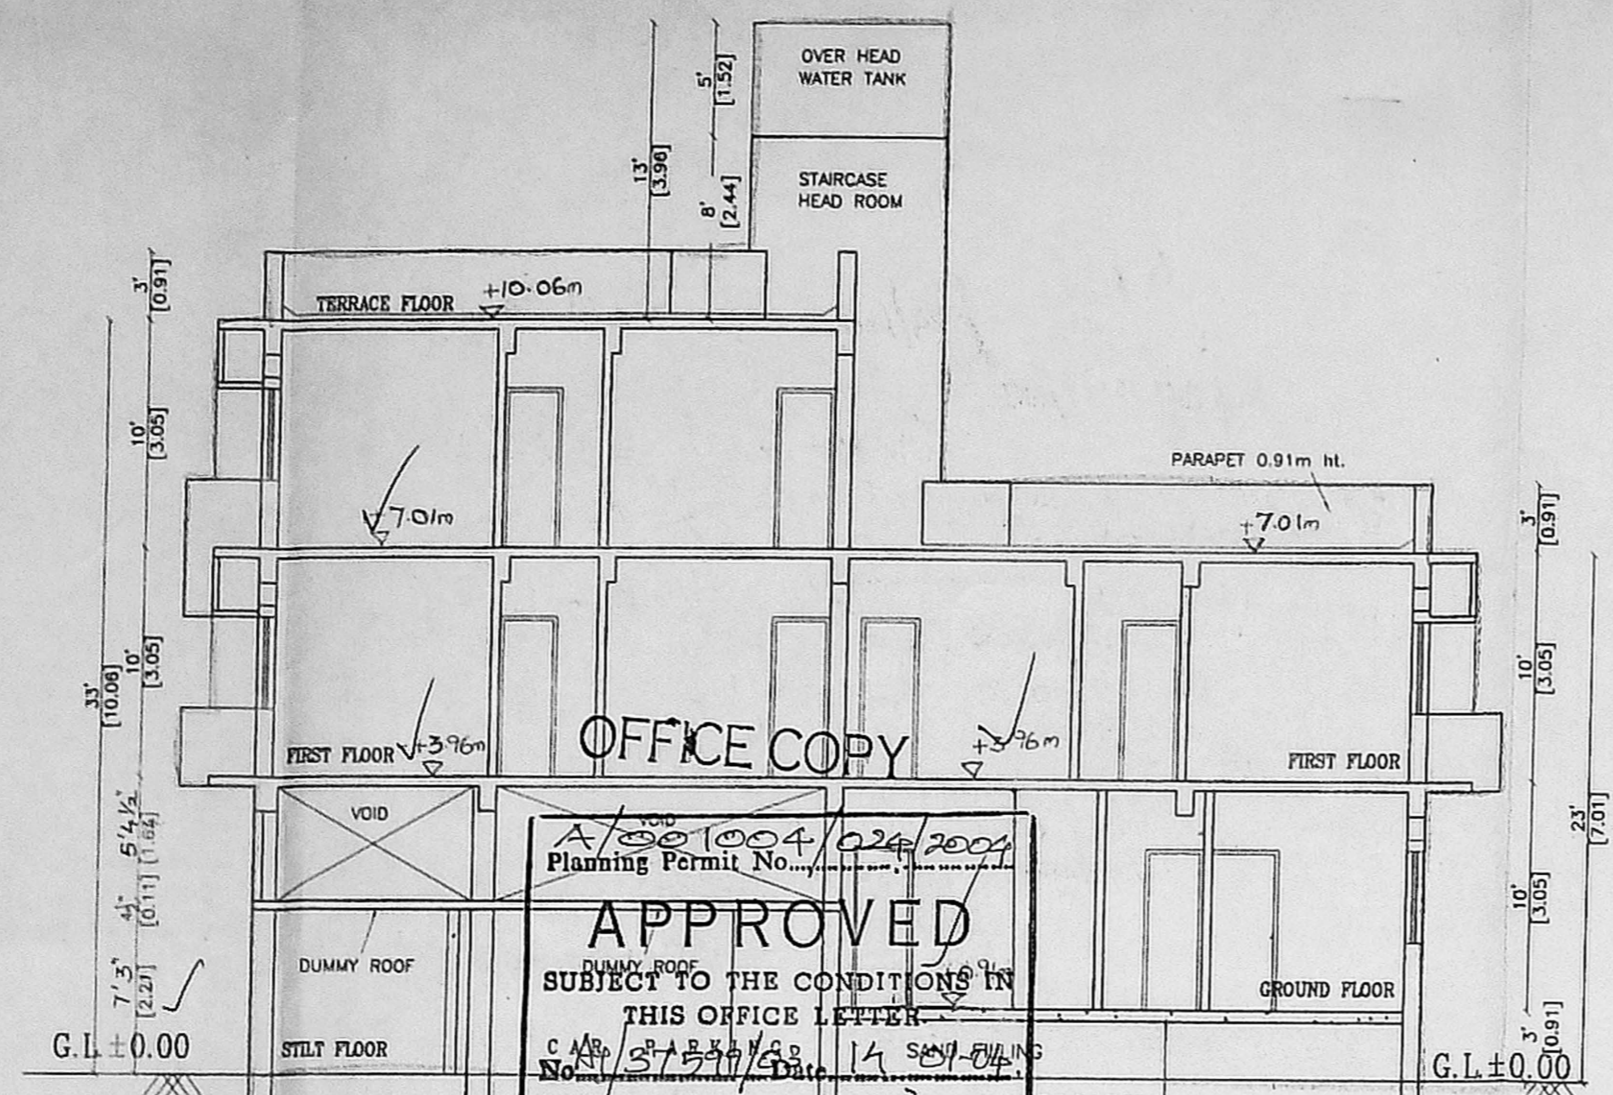 OVER HEAD
WATER TANK
5'
[1.52]
13'
[3.96]
8'
[2.44]
STAIRCASE
HEAD ROOM
3'
[0.91]
TERRACE FLOOR
+10.06m
10'
[3.05]
PARAPET 0.91m ht.
+7.01m
+7.01m
3'
[0.91]
33'
[10.06]
10'
[3.05]
10'
[3.05]
FIRST FLOOR
+3.96m
OFFICE COPY
+3.96m
FIRST FLOOR
5'4½"
[1.64]
VOID
VOID
A/001004/024/2004
Planning Permit No.
23'
[7.01]
[0.11]
APPROVED
10'
[3.05]
7'3"
[2.27]
DUMMY ROOF
DUMMY ROOF
SUBJECT TO THE CONDITIONS IN
GROUND FLOOR
THIS OFFICE LETTER
3'
[0.91]
G.L ±0.00
STILT FLOOR
CAR PARKING
SAND FILLING
No. Date 14
G.L ±0.00